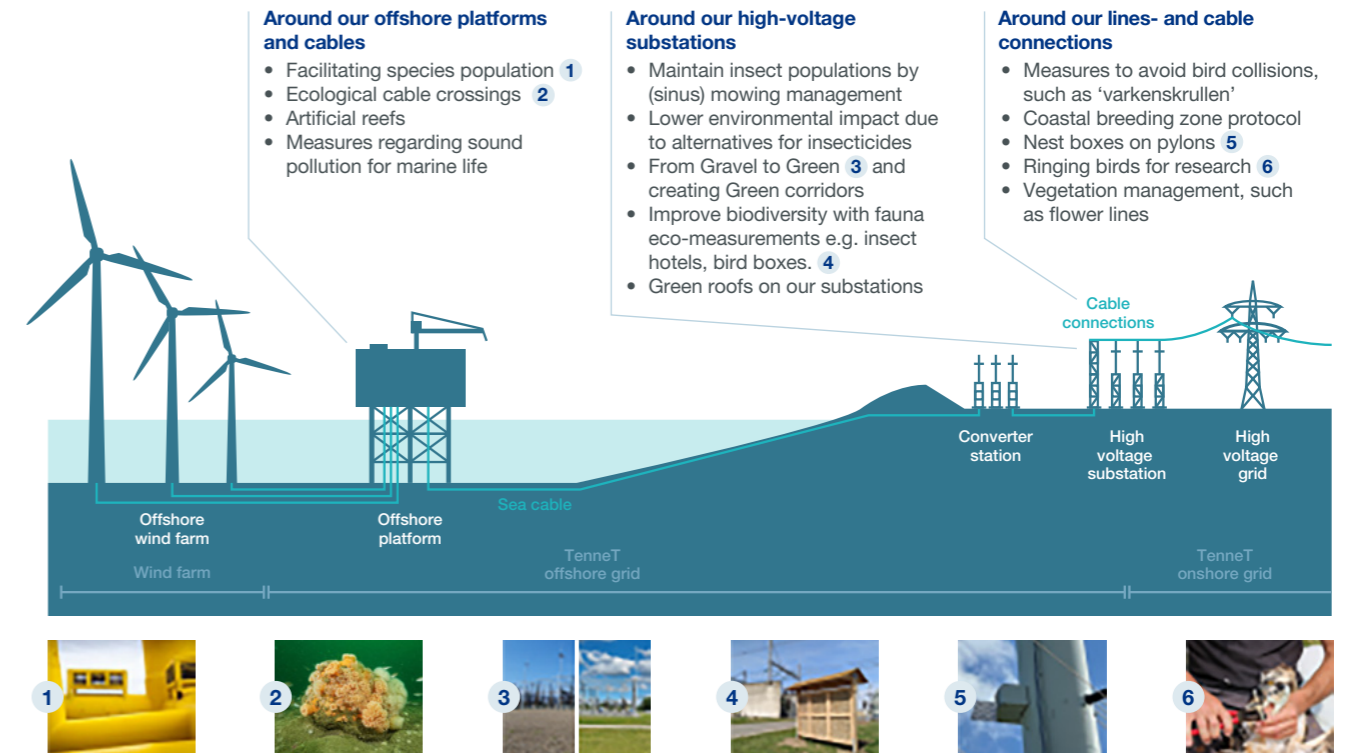 Around our offshore platforms
and cables
• Facilitating species population 1
• Ecological cable crossings 2
• Artificial reefs
• Measures regarding sound
pollution for marine life
Around our high-voltage
substations
• Maintain insect populations by
(sinus) mowing management
• Lower environmental impact due
to alternatives for insecticides
• From Gravel to Green 3 and
creating Green corridors
• Improve biodiversity with fauna
eco-measurements e.g. insect
hotels, bird boxes. 4
• Green roofs on our substations
Around our lines- and cable
connections
• Measures to avoid bird collisions,
such as ‘varkenskrullen’
• Coastal breeding zone protocol
• Nest boxes on pylons 5
• Ringing birds for research 6
• Vegetation management, such
as flower lines
Cable
connections
Converter
station
High
voltage
substation
High
voltage
grid
Sea cable
Offshore
wind farm
Offshore
platform
Wind farm
TenneT
offshore grid
TenneT
onshore grid
1
2
3
4
5
6